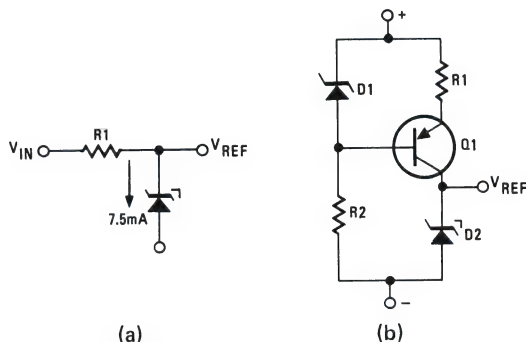 R1
V_IN
V_REF
7.5mA
(a)
+
D1
R1
Q1
R2
V_REF
D2
−
(b)